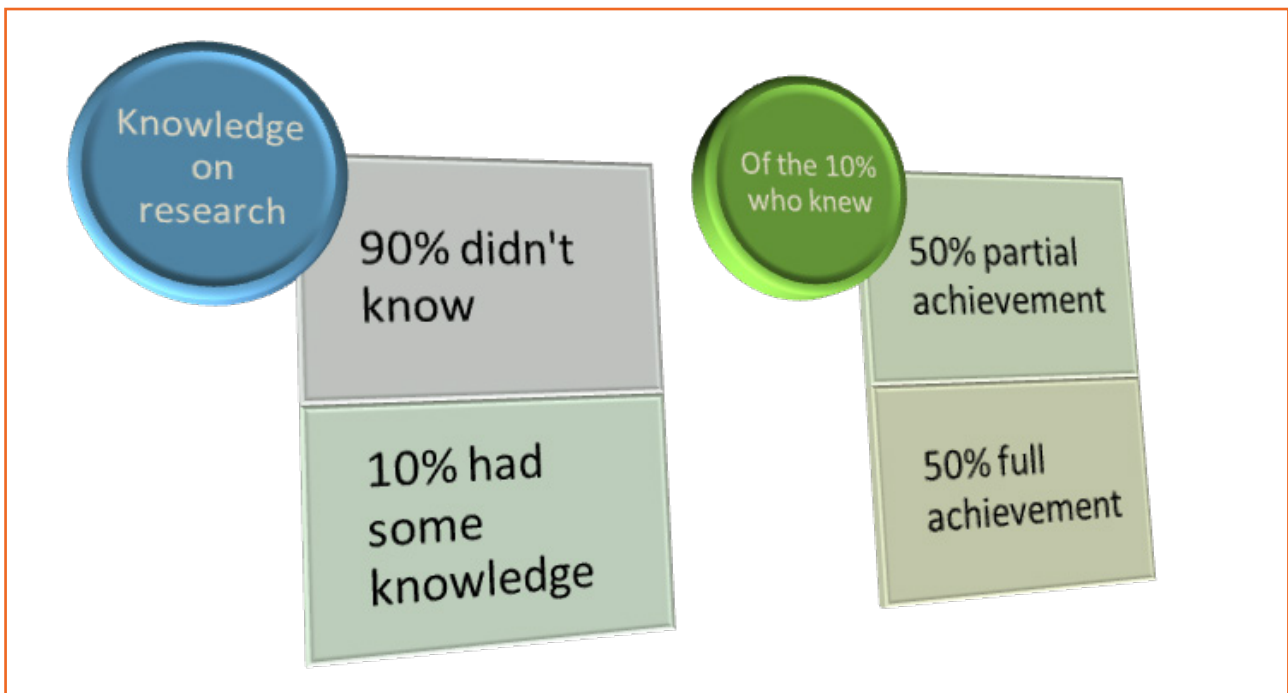 Knowledge
on
research
90% didn't
know
10% had
some
knowledge
Of the 10%
who knew
50% partial
achievement
50% full
achievement